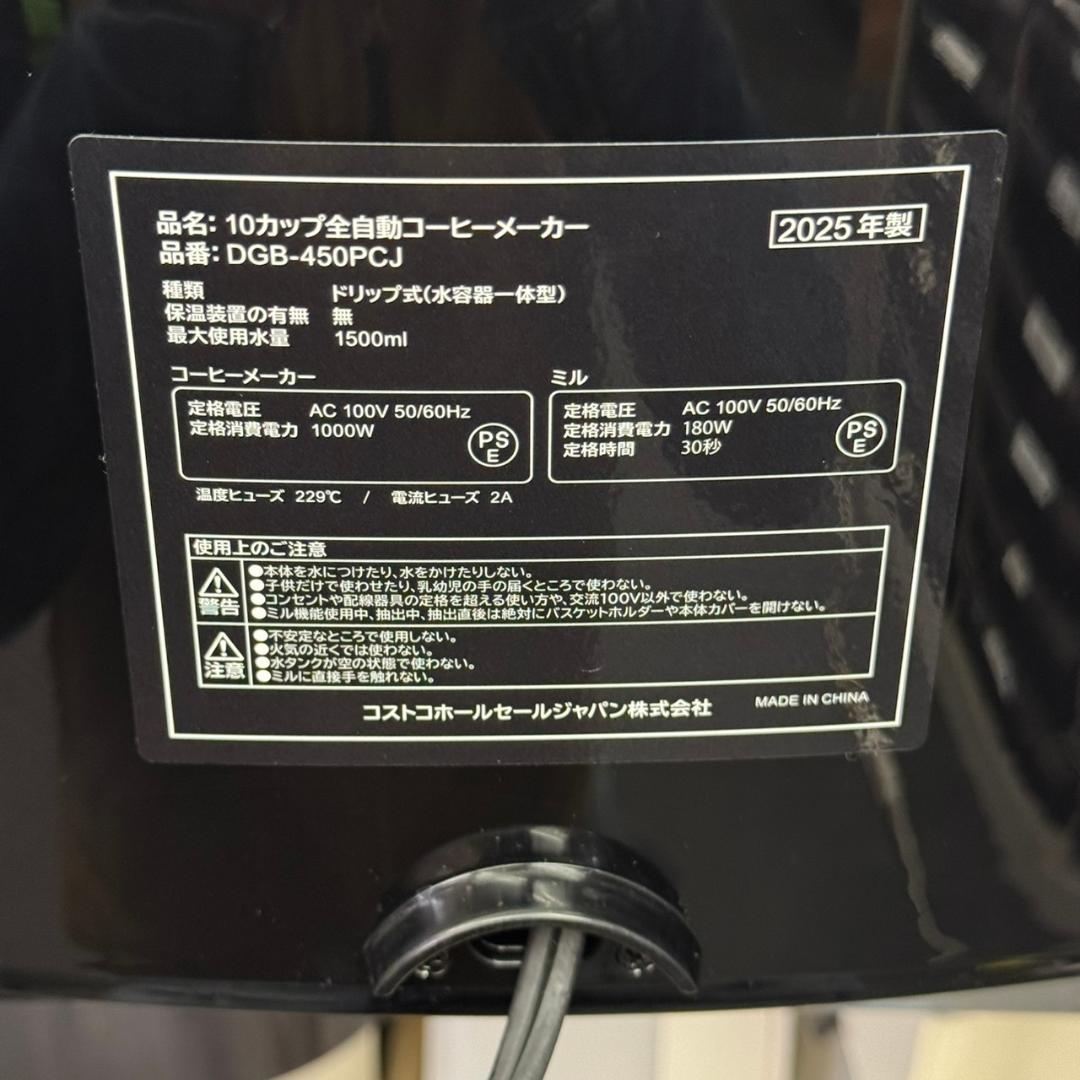 品名: 10カップ全自動コーヒーメーカー
2025年製
品番: DGB-450PCJ
種類 ドリップ式(水容器一体型)
保温装置の有無 無
最大使用水量 1500ml
コーヒーメーカー
定格電圧 AC 100V 50/60Hz
定格消費電力 1000W
PS
E
ミル
定格電圧 AC 100V 50/60Hz
定格消費電力 180W
定格時間 30秒
PS
E
温度ヒューズ 229℃ / 電流ヒューズ 2A
使用上のご注意
警告
●本体を水につけたり、水をかけたりしない。
●子供だけで使わせたり、乳幼児の手の届くところで使わない。
●コンセントや配線器具の定格を超える使い方や、交流100V以外で使わない。
●ミル機能使用中、抽出中、抽出直後は絶対にバスケットホルダーや本体カバーを開けない。
注意
●不安定なところで使用しない。
●火気の近くでは使わない。
●水タンクが空の状態で使わない。
●ミルに直接手を触れない。
コストコホールセールジャパン株式会社
MADE IN CHINA